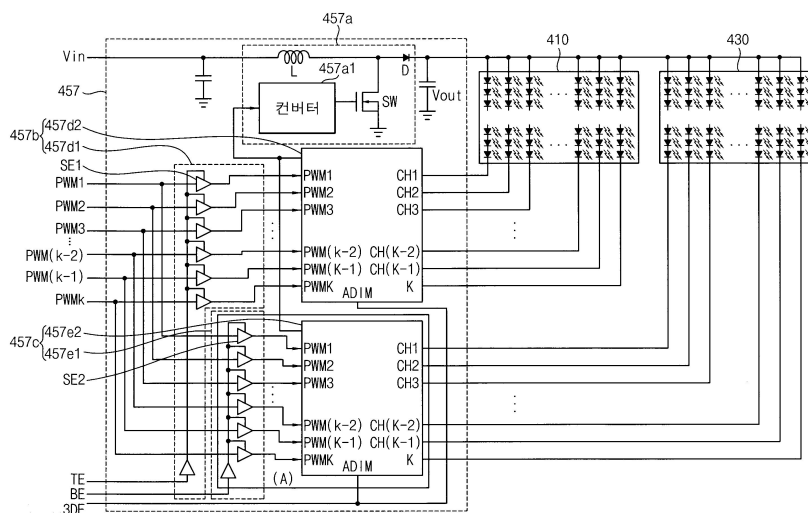 457a
Vin
L
457a1
D
410
430
457
컨버터
SW
Vout
457b
457d2
457d1
SE1
PWM1
PWM2
PWM3
PWM(k-2)
PWM(k-1)
PWMk
PWM1
PWM2
PWM3
PWM(k-2)
PWM(K-1)
PWMK
CH1
CH2
CH3
CH(K-2)
CH(K-1)
K
ADIM
457c
457e2
457e1
SE2
PWM1
PWM2
PWM3
PWM(k-2)
PWM(K-1)
PWMK
CH1
CH2
CH3
CH(K-2)
CH(K-1)
K
ADIM
(A)
TE
BE
3DE